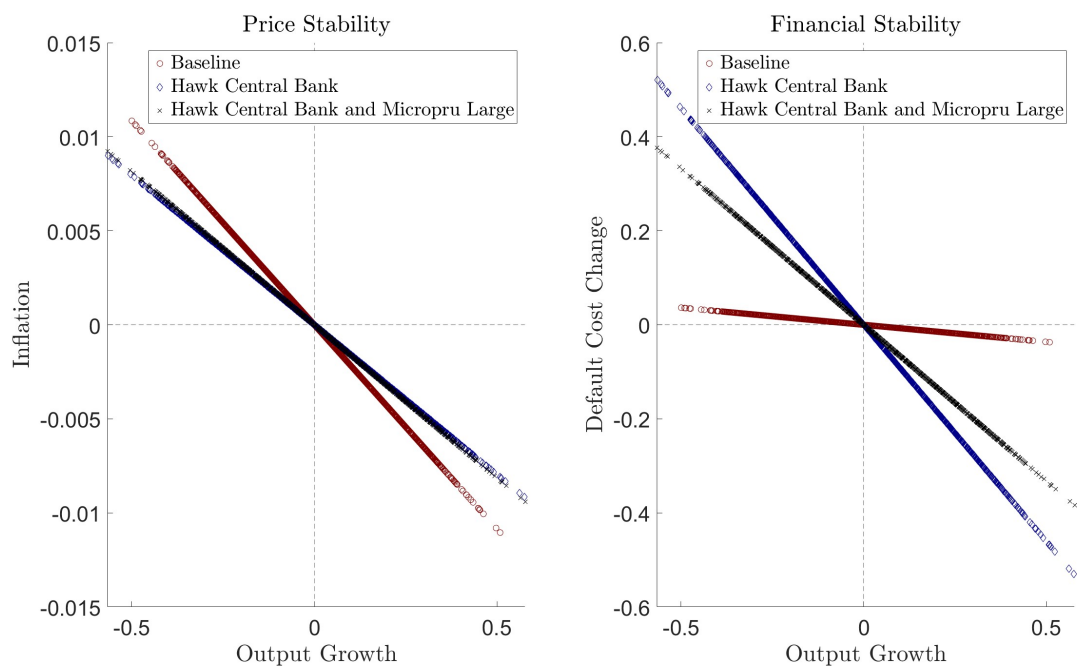 Price Stability
Baseline
Hawk Central Bank
Hawk Central Bank and Micropru Large
0.015
0.01
0.005
0
-0.005
-0.01
-0.015
Inflation
-0.5
0
0.5
Output Growth
Financial Stability
Baseline
Hawk Central Bank
Hawk Central Bank and Micropru Large
0.6
0.4
0.2
0
-0.2
-0.4
-0.6
Default Cost Change
-0.5
0
0.5
Output Growth